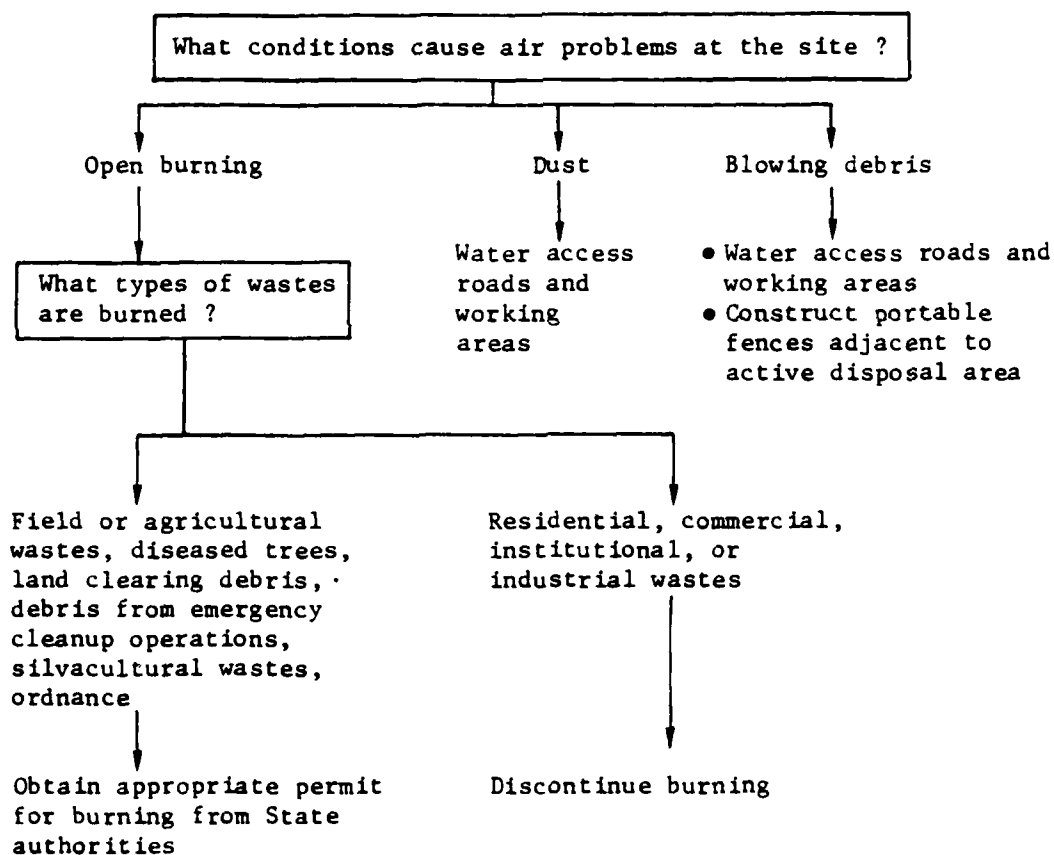 What conditions cause air problems at the site ?
Open burning
Dust
Blowing debris
What types of wastes
are burned ?
Water access
roads and
working
areas
● Water access roads and
working areas
● Construct portable
fences adjacent to
active disposal area
Field or agricultural
wastes, diseased trees,
land clearing debris,
debris from emergency
cleanup operations,
silvacultural wastes,
ordnance
Residential, commercial,
institutional, or
industrial wastes
Obtain appropriate permit
for burning from State
authorities
Discontinue burning